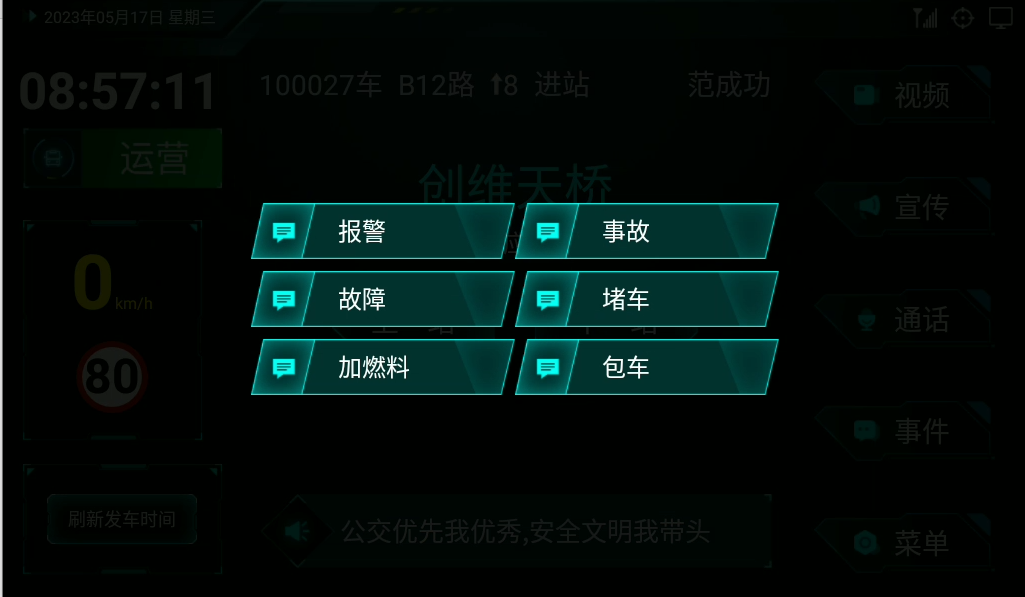 2023年05月17日 星期三
08:57:11
100027车 B12路 ⬆8 进站 范成功
视频
运营
创维天桥
宣传
报警
事故
0 km/h
故障
堵车
通话
80
加燃料
包车
事件
刷新发车时间
公交优先我优秀,安全文明我带头
菜单